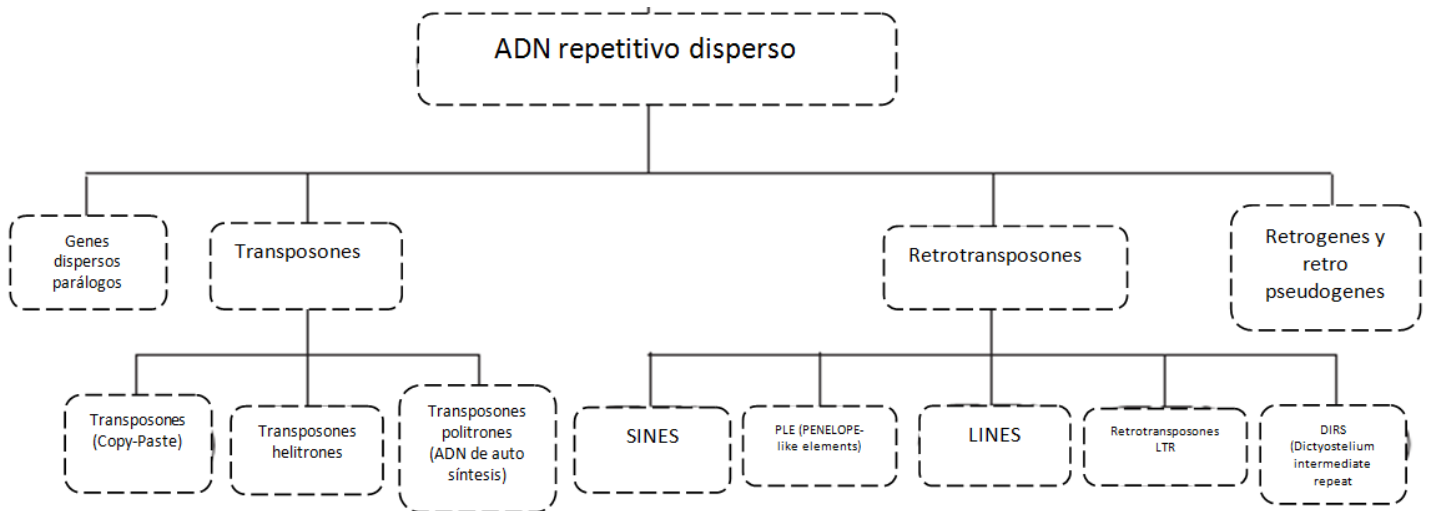 ADN repetitivo disperso
Genes
dispersos
parálogos
Transposones
Retrotransposones
Retrogenes y
retro
pseudogenes
Transposones
(Copy-Paste)
Transposones
helitrones
Transposones
politrones
(ADN de auto
síntesis)
SINES
PLE (PENELOPE-
like elements)
LINES
Retrotransposones
LTR
DIRS
(Dictyostelium
intermediate
repeat